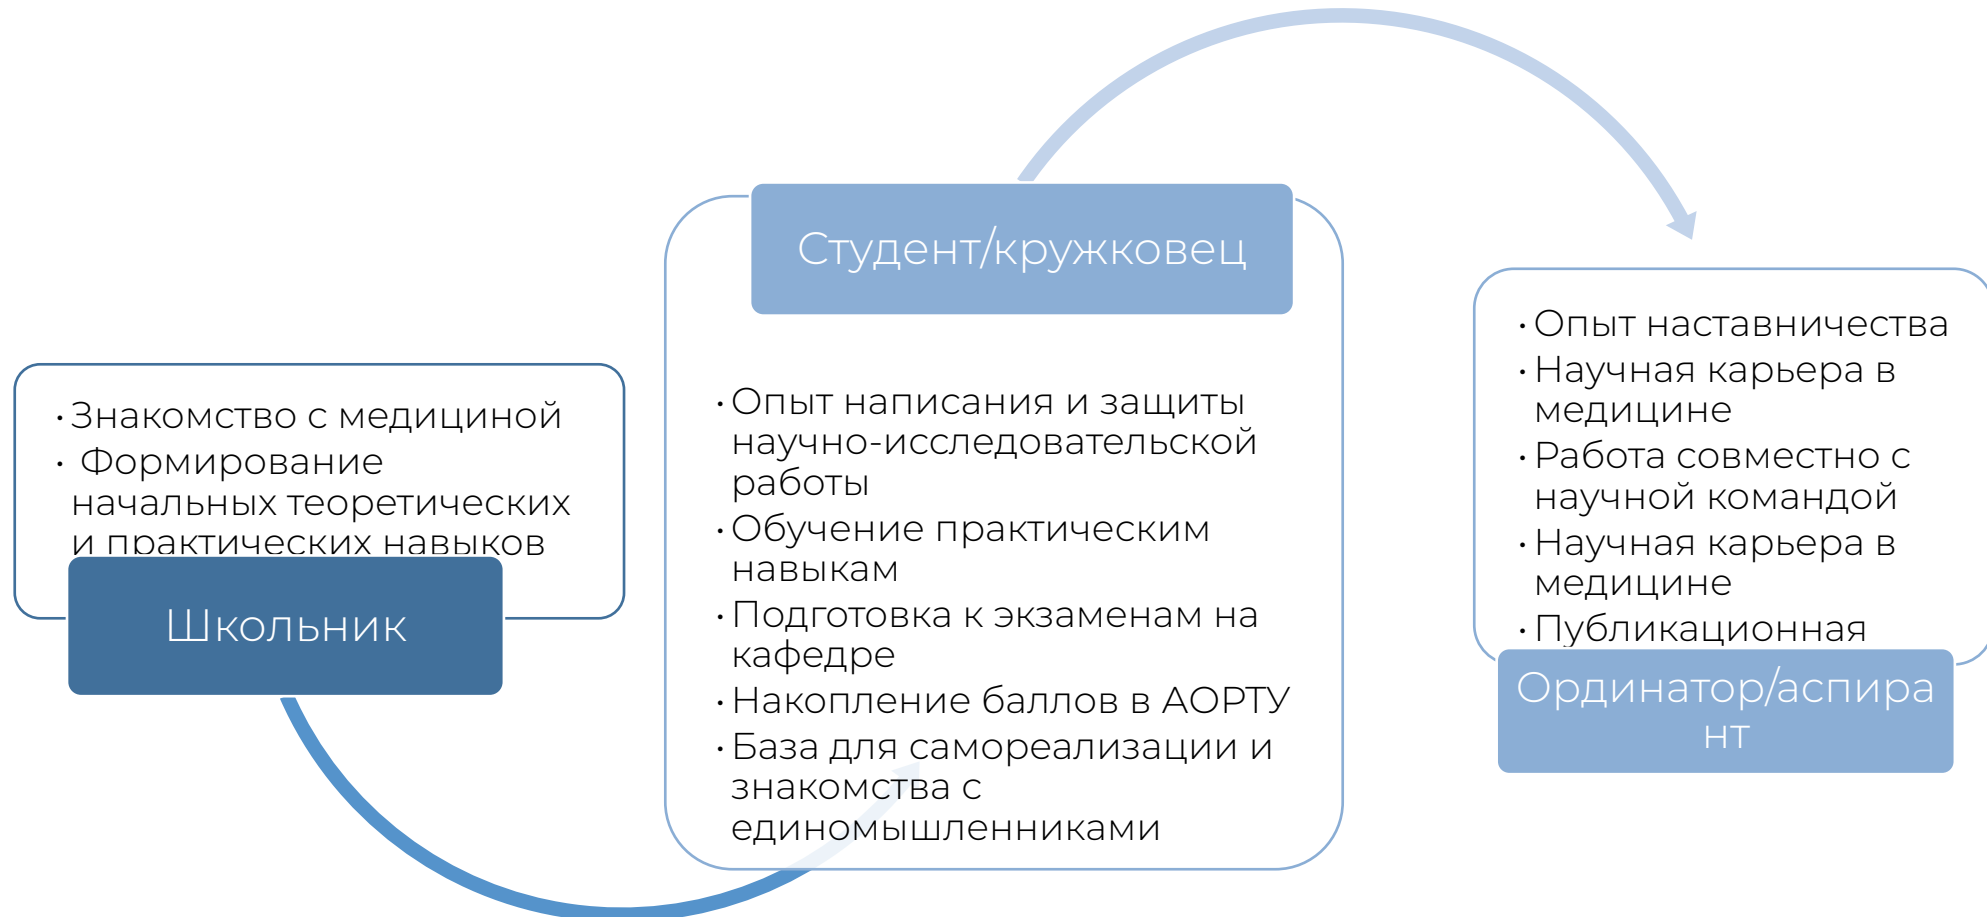 Школьник
· Знакомство с медициной
· Формирование
начальных теоретических
и практических навыков
Студент/кружковец
· Опыт написания и защиты
научно-исследовательской
работы
· Обучение практическим
навыкам
· Подготовка к экзаменам на
кафедре
· Накопление баллов в АОРТУ
· База для самореализации и
знакомства с
единомышленниками
Ординатор/аспира
нт
· Опыт наставничества
· Научная карьера в
медицине
· Работа совместно с
научной командой
· Научная карьера в
медицине
· Публикационная